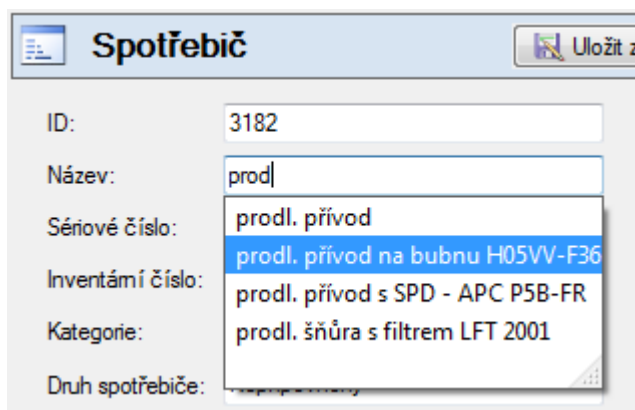 Spotřebič
Uložit z
ID:
3182
Název:
prod
prodl. přívod
Sériové číslo:
prodl. přívod na bubnu H05VV-F36
Inventární číslo:
prodl. přívod s SPD - APC P5B-FR
Kategorie:
prodl. šňůra s filtrem LFT 2001
Druh spotřebiče: